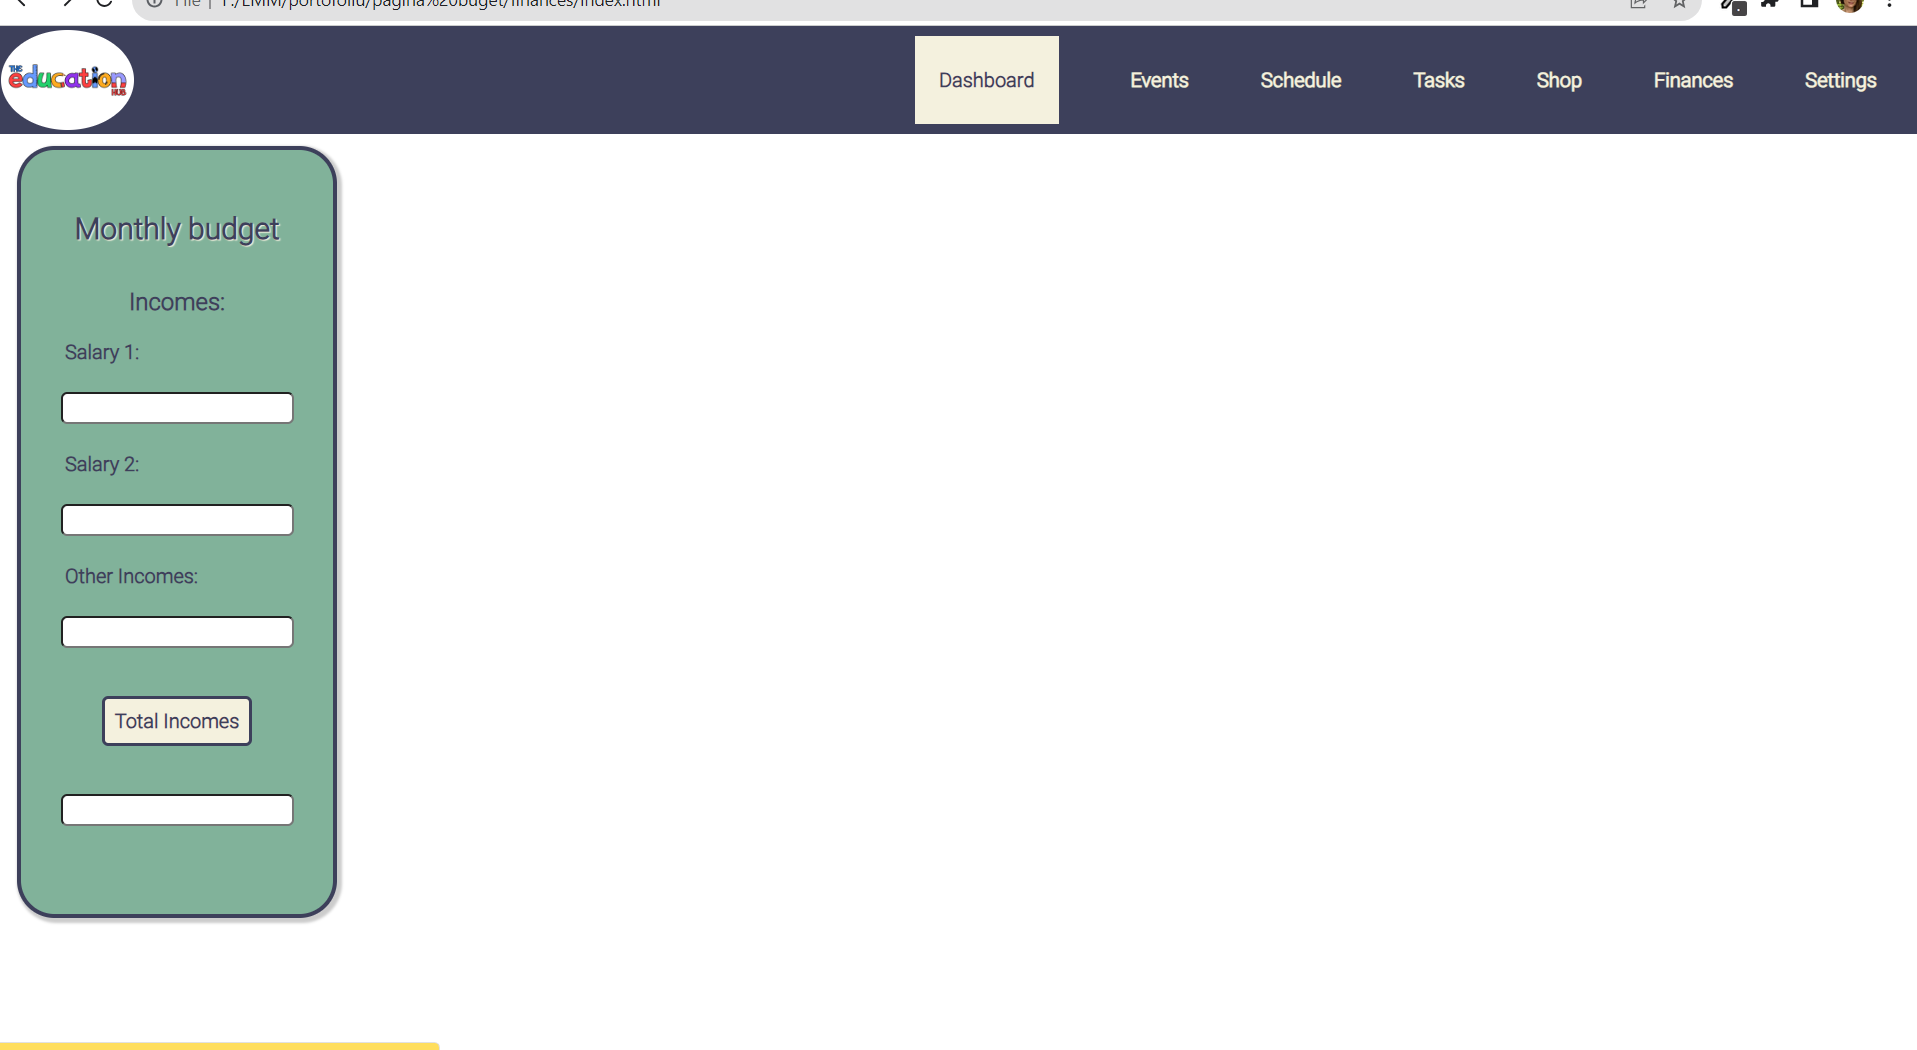 File | F:/EMM/portofoliu/pagina%20buget/finances/index.html
THE
education
HUB
Dashboard Events Schedule Tasks Shop Finances Settings
Monthly budget
Incomes:
Salary 1:
Salary 2:
Other Incomes:
Total Incomes